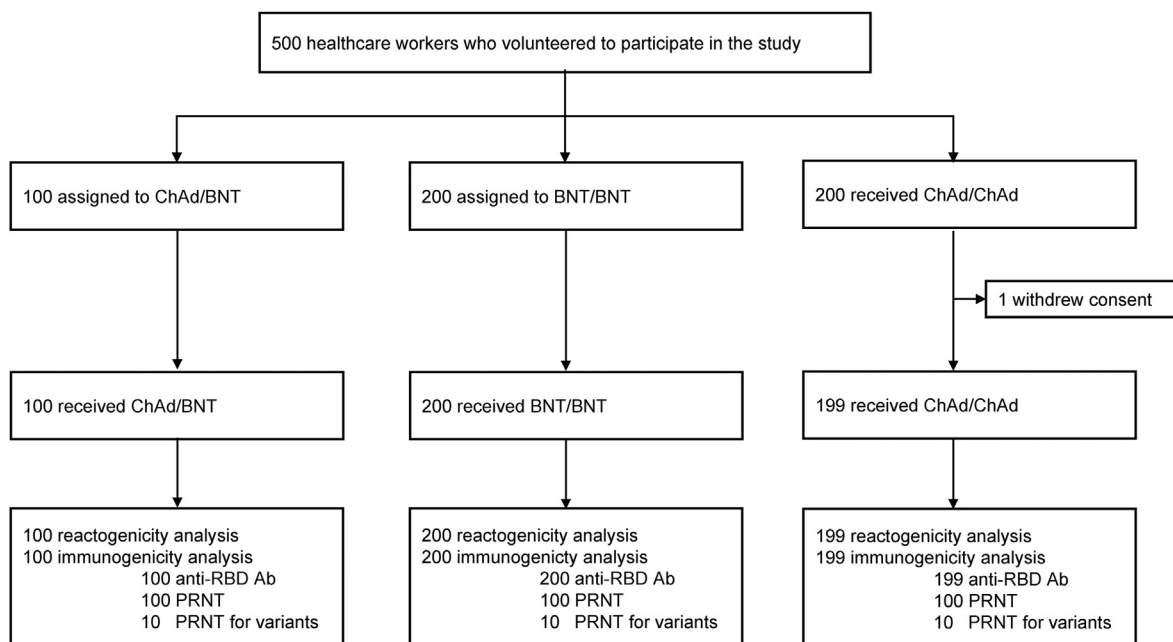 500 healthcare workers who volunteered to participate in the study
100 assigned to ChAd/BNT
200 assigned to BNT/BNT
200 received ChAd/ChAd
1 withdrew consent
100 received ChAd/BNT
200 received BNT/BNT
199 received ChAd/ChAd
100 reactogenicity analysis
100 immunogenicity analysis
100 anti-RBD Ab
100 PRNT
10 PRNT for variants
200 reactogenicity analysis
200 immunogenicty analysis
200 anti-RBD Ab
100 PRNT
10 PRNT for variants
199 reactogenicity analysis
199 immunogenicity analysis
199 anti-RBD Ab
100 PRNT
10 PRNT for variants